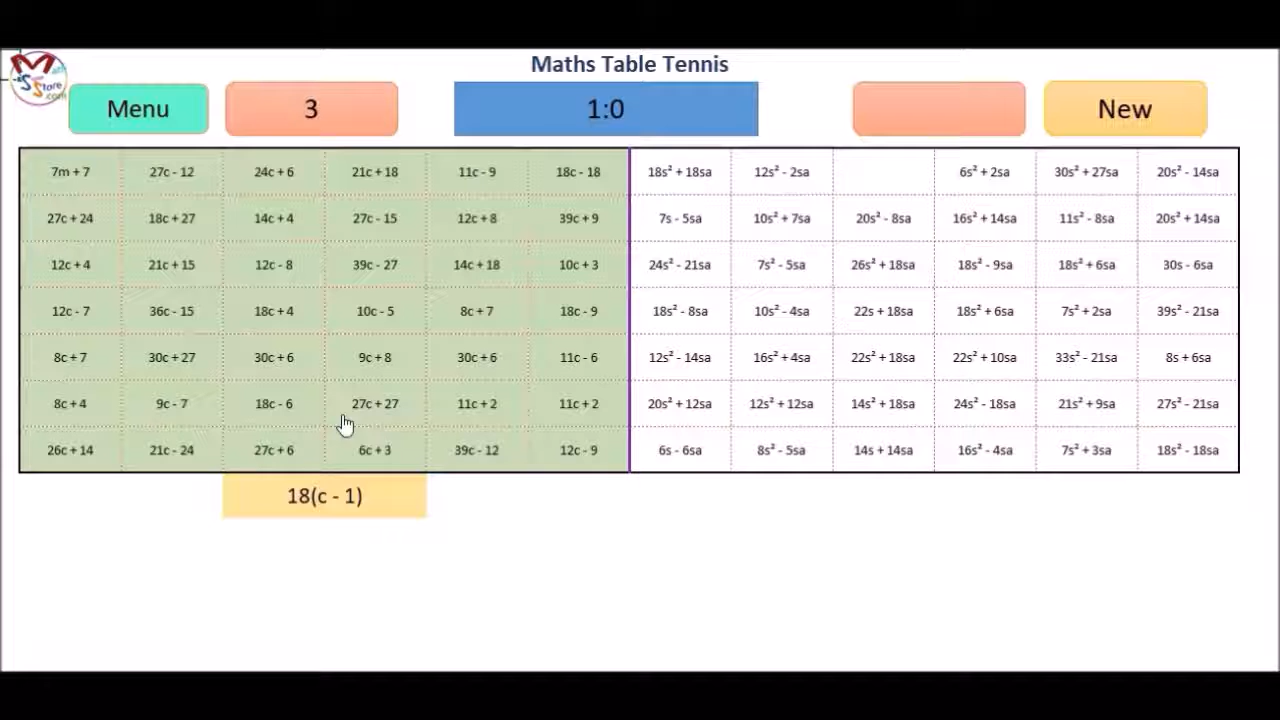 Maths Table Tennis
Math
SS
Store
.com
Menu 3 1:0 New
7m + 7 27c - 12 24c + 6 21c + 18 11c - 9 18c - 18 18s² + 18sa 12s² - 2sa 6s² + 2sa 30s² + 27sa 20s² - 14sa
27c + 24 18c + 27 14c + 4 27c - 15 12c + 8 39c + 9 7s - 5sa 10s² + 7sa 20s² - 8sa 16s² + 14sa 11s² - 8sa 20s² + 14sa
12c + 4 21c + 15 12c - 8 39c - 27 14c + 18 10c + 3 24s² - 21sa 7s² - 5sa 26s² + 18sa 18s² - 9sa 18s² + 6sa 30s - 6sa
12c - 7 36c - 15 18c + 4 10c - 5 8c + 7 18c - 9 18s² - 8sa 10s² - 4sa 22s + 18sa 18s² + 6sa 7s² + 2sa 39s² - 21sa
8c + 7 30c + 27 30c + 6 9c + 8 30c + 6 11c - 6 12s² - 14sa 16s² + 4sa 22s² + 18sa 22s² + 10sa 33s² - 21sa 8s + 6sa
8c + 4 9c - 7 18c - 6 27c + 27 11c + 2 11c + 2 20s² + 12sa 12s² + 12sa 14s² + 18sa 24s² - 18sa 21s² + 9sa 27s² - 21sa
26c + 14 21c - 24 27c + 6 6c + 3 39c - 12 12c - 9 6s - 6sa 8s² - 5sa 14s + 14sa 16s² - 4sa 7s² + 3sa 18s² - 18sa
18(c - 1)